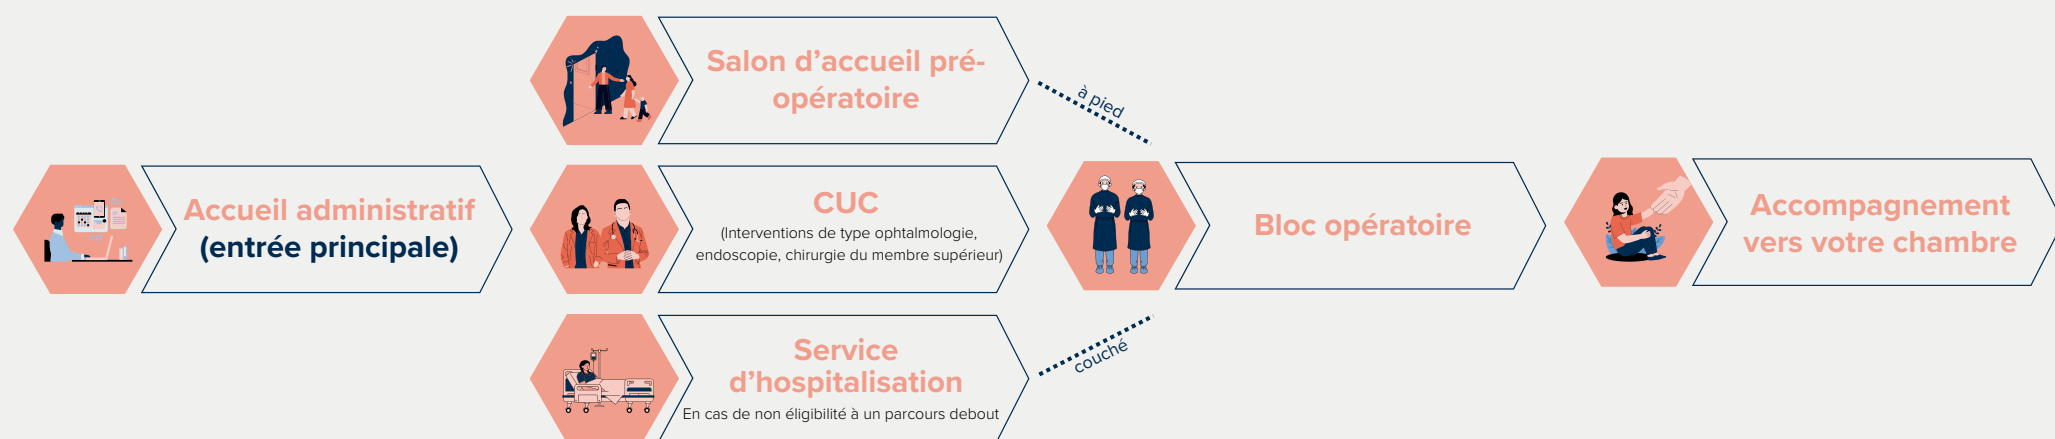 Accueil administratif
(entrée principale)
Salon d’accueil pré-
opératoire
à pied
CUC
(Interventions de type ophtalmologie,
endoscopie, chirurgie du membre supérieur)
Service
d’hospitalisation
En cas de non éligibilité à un parcours debout
couché
Bloc opératoire
Accompagnement
vers votre chambre